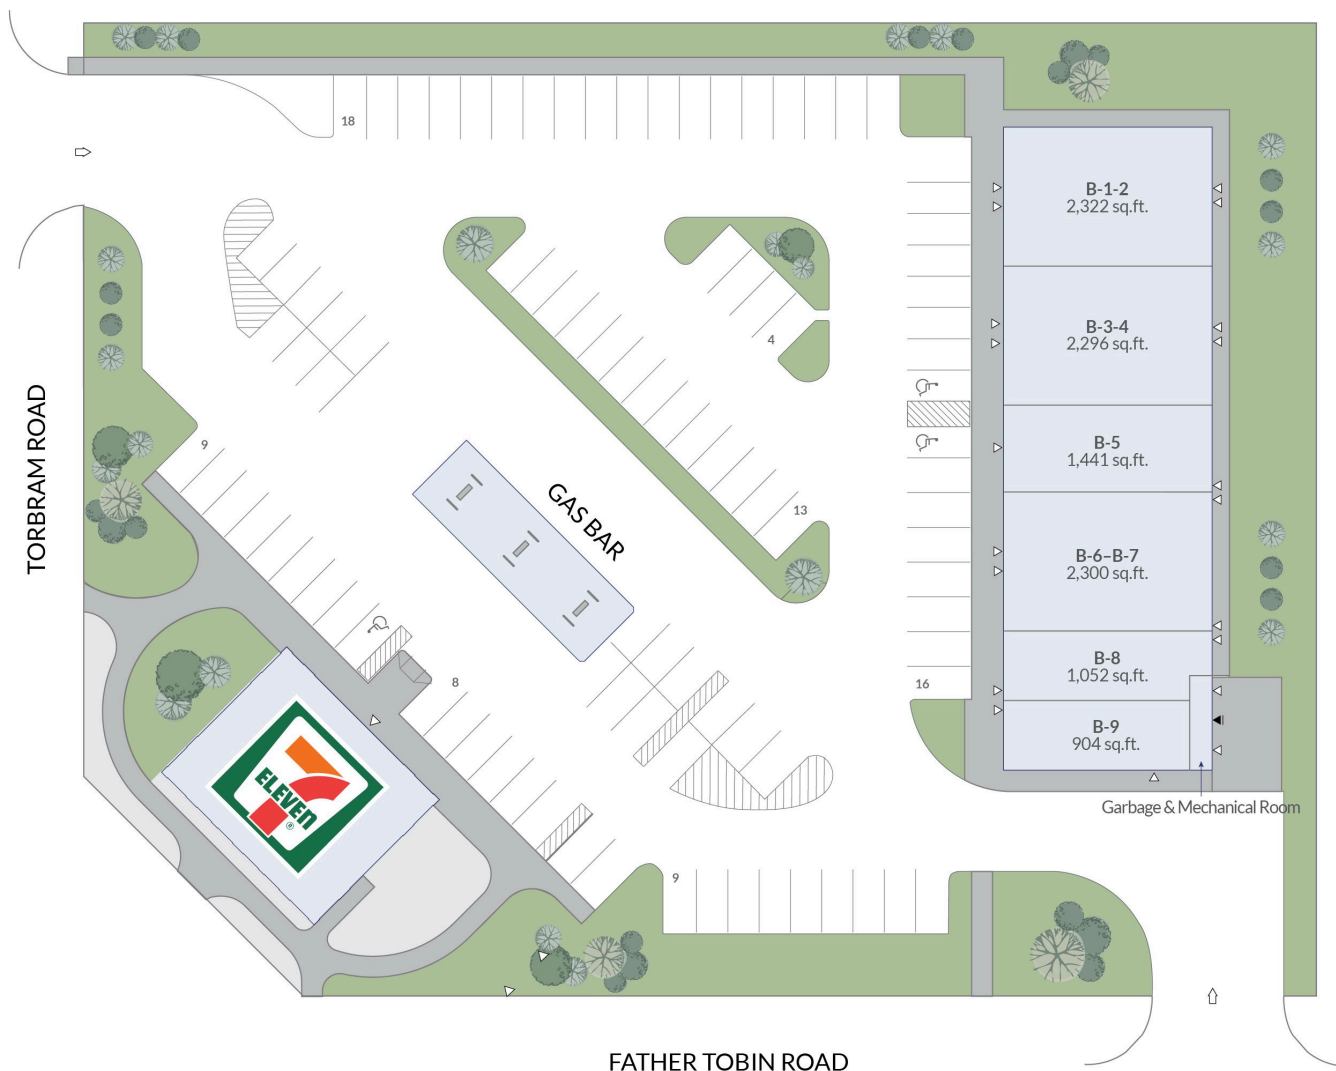 18
B-1-2
2,322 sq.ft.
B-3-4
2,296 sq.ft.
4
TORBRAM ROAD
9
B-5
1,441 sq.ft.
GAS BAR
13
B-6–B-7
2,300 sq.ft.
8
B-8
1,052 sq.ft.
16
B-9
904 sq.ft.
7
ELEVEN
®
Garbage & Mechanical Room
9
FATHER TOBIN ROAD